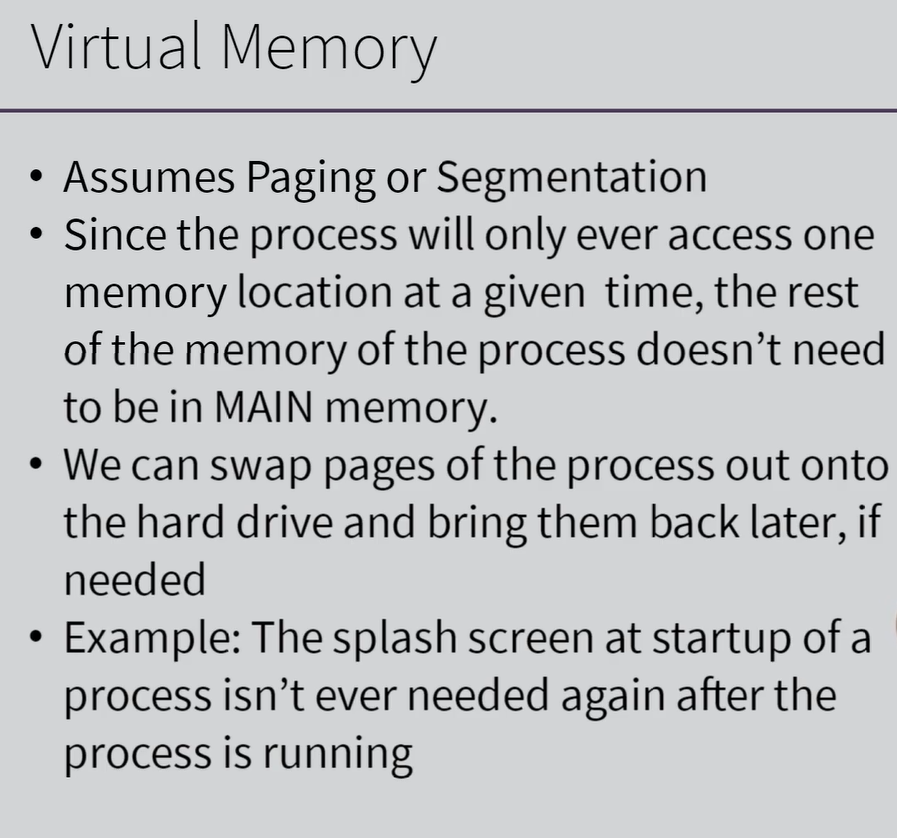 Virtual Memory
• Assumes Paging or Segmentation
• Since the process will only ever access one
memory location at a given  time, the rest
of the memory of the process doesn’t need
to be in MAIN memory.
• We can swap pages of the process out onto
the hard drive and bring them back later, if
needed
• Example: The splash screen at startup of a
process isn’t ever needed again after the
process is running